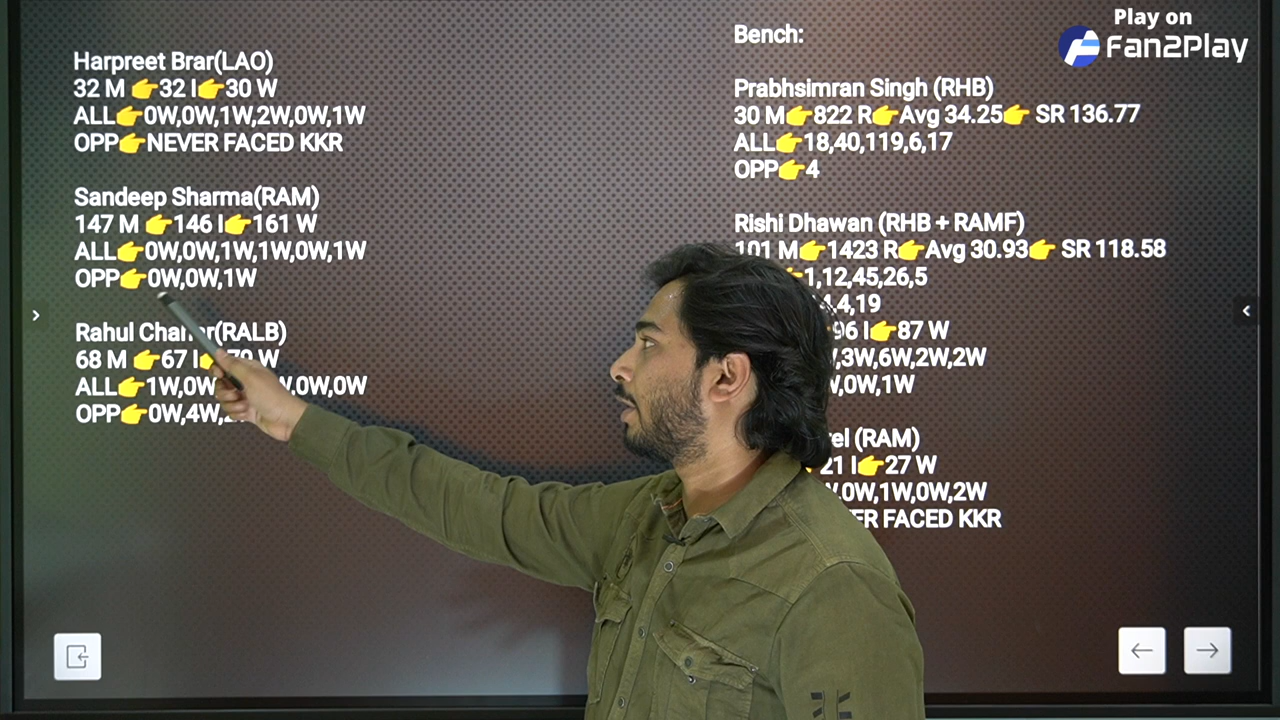 Harpreet Brar(LAO)
32 M 👉32 I👉30 W
ALL👉0W,0W,1W,2W,0W,1W
OPP👉NEVER FACED KKR
Sandeep Sharma(RAM)
147 M 👉146 I👉161 W
ALL👉0W,0W,1W,1W,0W,1W
OPP👉0W,0W,1W
Rahul (RALB)
68 M 👉67 W
ALL👉1W,0W,0W
OPP👉0W,4W,
Play on
Fan2Play
Bench:
Prabhsimran Singh (RHB)
30 M👉822 R👉Avg 34.25👉 SR 136.77
ALL👉18,40,119,6,17
OPP👉4
Rishi Dhawan (RHB + RAMF)
101 M👉1423 R👉Avg 30.93👉 SR 118.58
1,12,45,26,5
4,19
I👉87 W
3W,6W,2W,2W
0W,1W
(RAM)
21 I👉27 W
0W,1W,0W,2W
FACED KKR